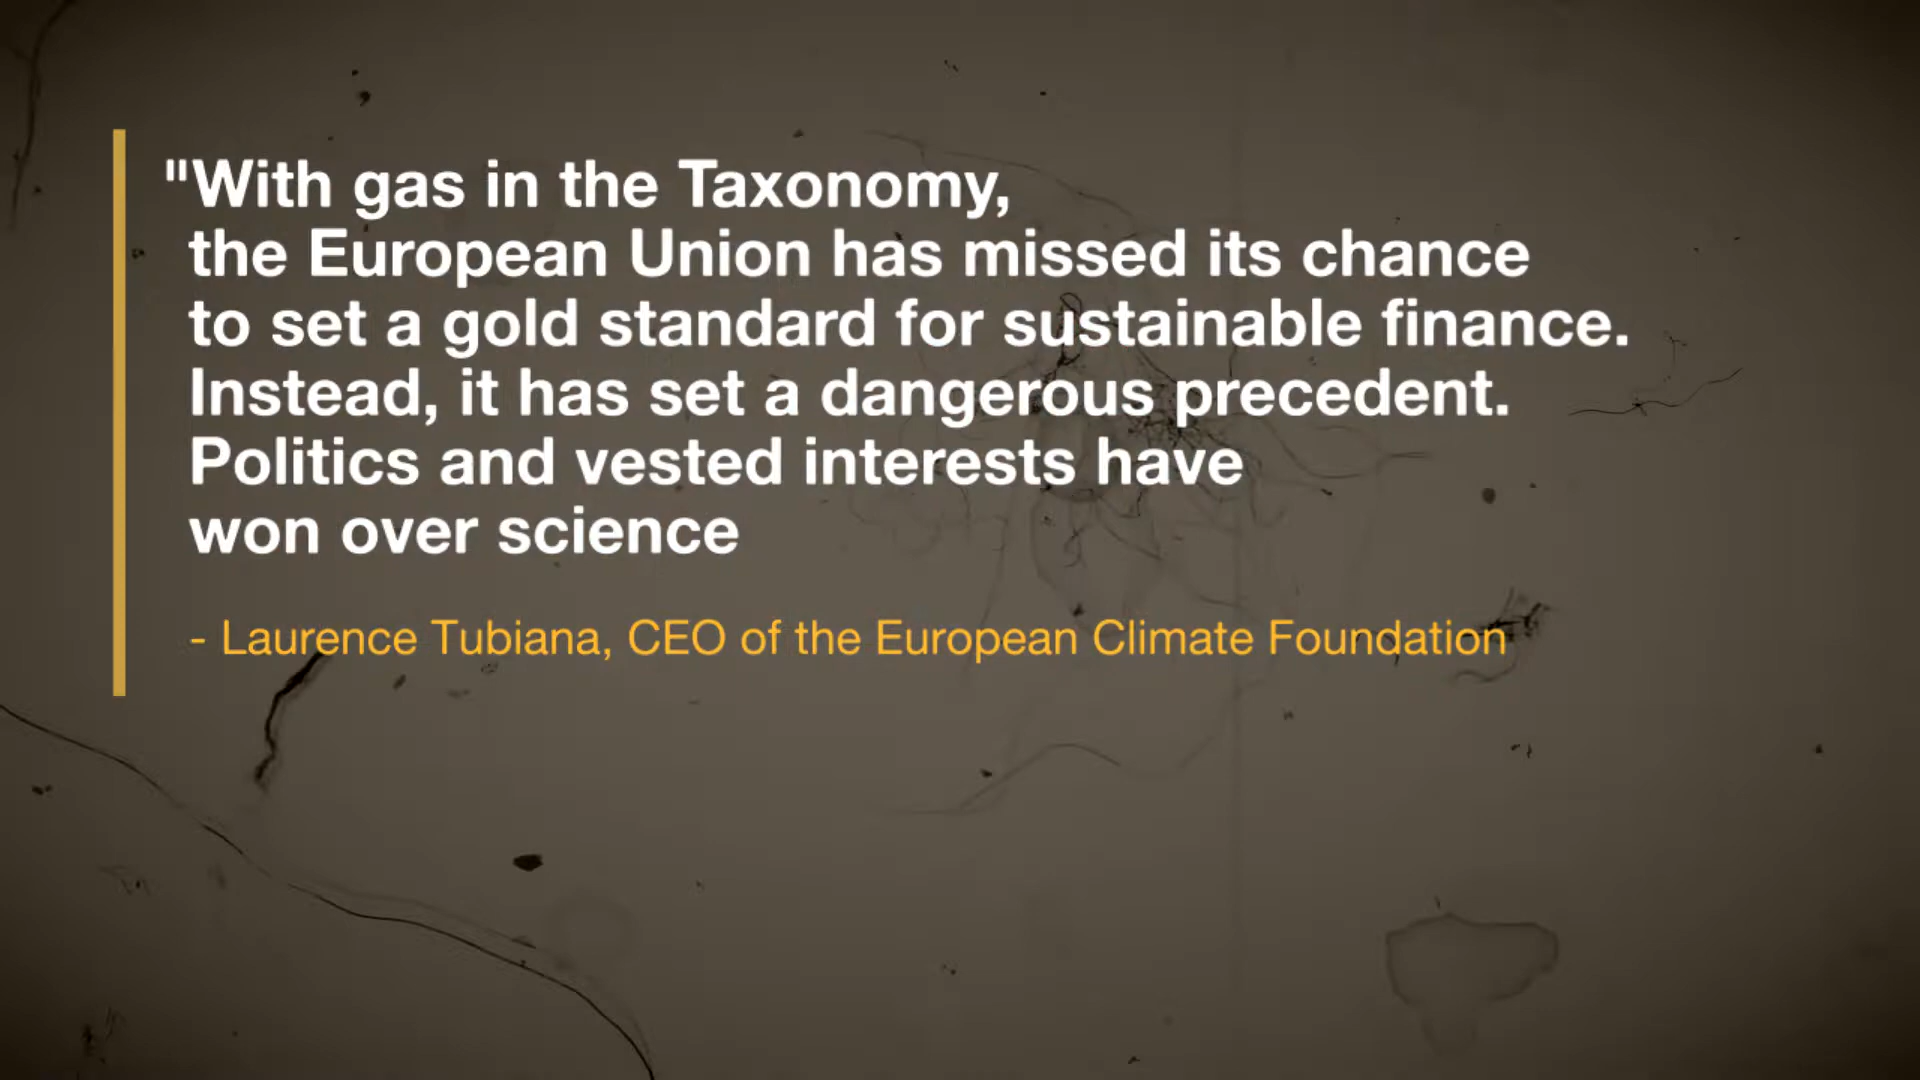 "With gas in the Taxonomy,
the European Union has missed its chance
to set a gold standard for sustainable finance.
Instead, it has set a dangerous precedent.
Politics and vested interests have
won over science
- Laurence Tubiana, CEO of the European Climate Foundation